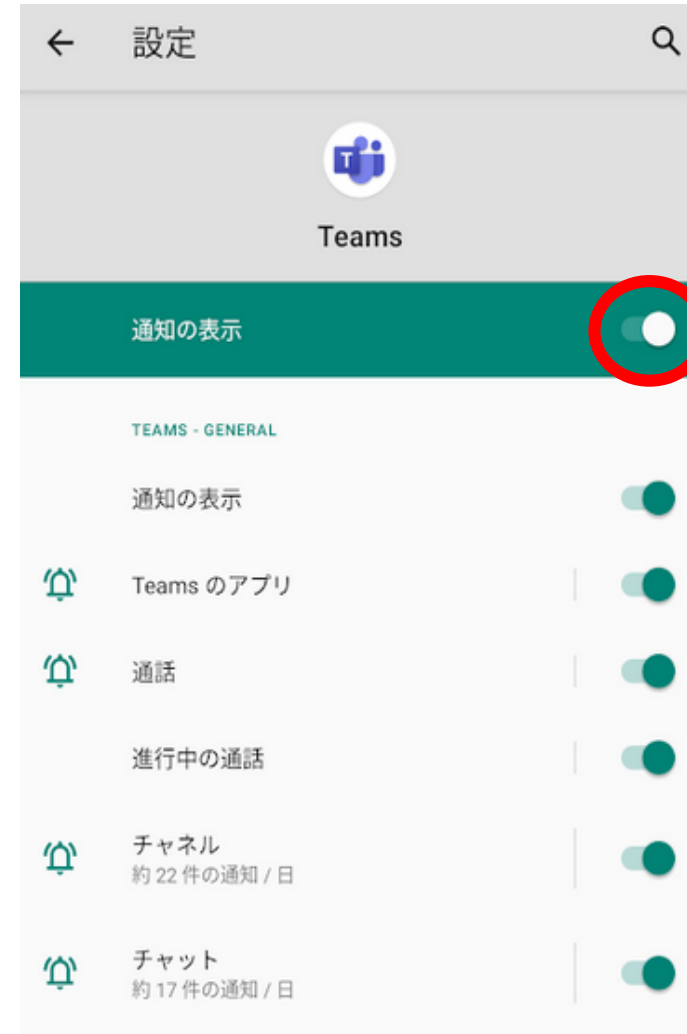 設定
T
Teams
通知の表示
TEAMS - GENERAL
通知の表示
Teams のアプリ
通話
進行中の通話
チャネル
約 22 件の通知 / 日
チャット
約 17 件の通知 / 日